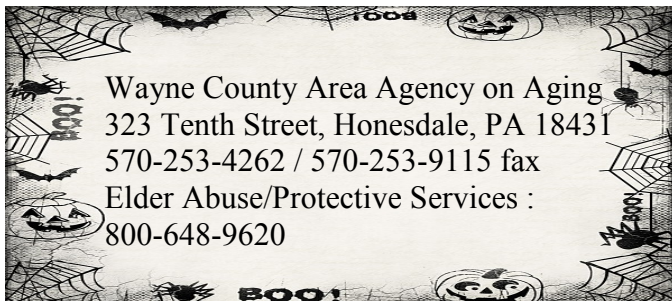 BOO!
Wayne County Area Agency on Aging
323 Tenth Street, Honesdale, PA 18431
570-253-4262 / 570-253-9115 fax
Elder Abuse/Protective Services :
800-648-9620
BOO!
BOO!
BOO!